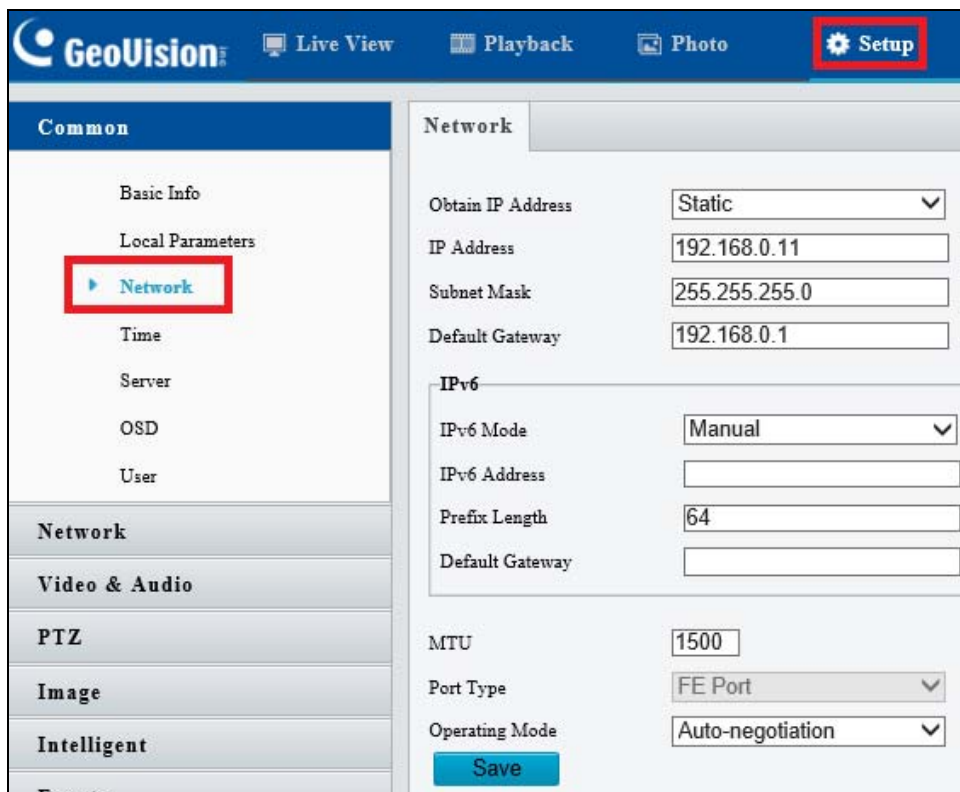 GeoVision
Live View
Playback
Photo
Setup
Common
Basic Info
Local Parameters
Network
Time
Server
OSD
User
Network
Video & Audio
PTZ
Image
Intelligent
Network
Obtain IP Address Static
IP Address 192.168.0.11
Subnet Mask 255.255.255.0
Default Gateway 192.168.0.1
IPv6
IPv6 Mode Manual
IPv6 Address
Prefix Length 64
Default Gateway
MTU 1500
Port Type FE Port
Operating Mode Auto-negotiation
Save